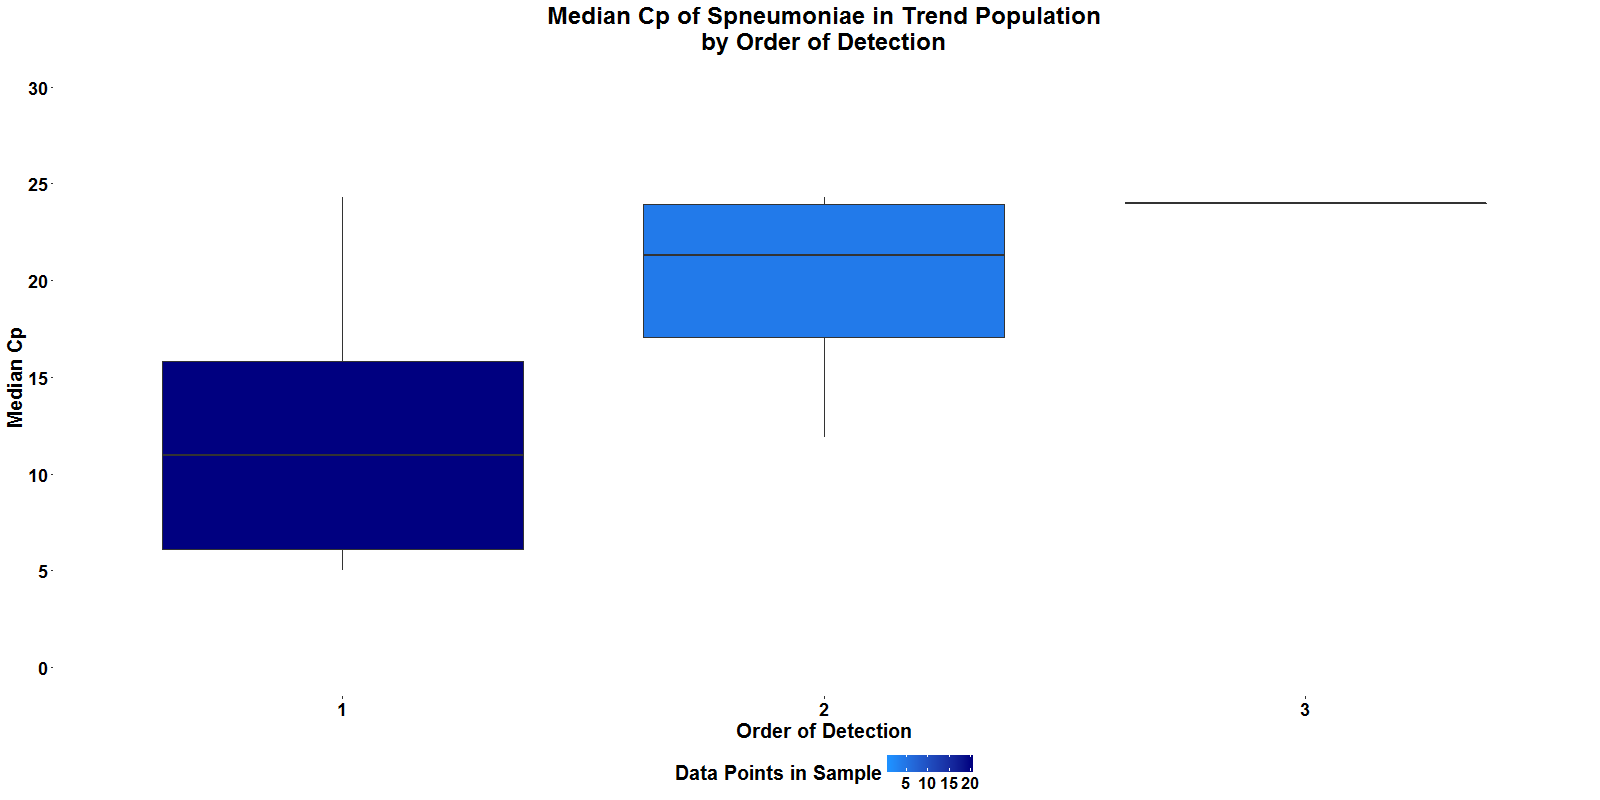 Median Cp of Spneumoniae in Trend Population
by Order of Detection
30
25
20
15
10
5
0
Median Cp
1 2 3
Order of Detection
Data Points in Sample
5 10 15 20